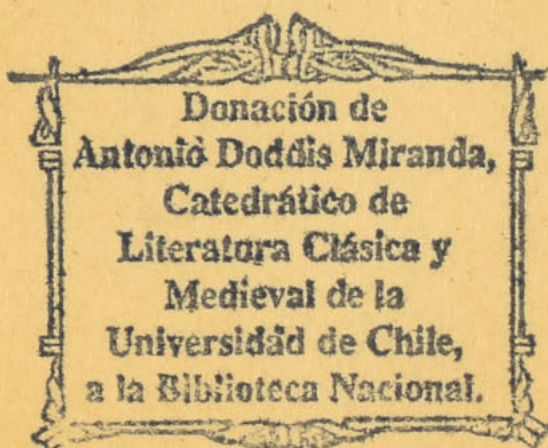 Donación de
Antonio Doddis Miranda,
Catedrático de
Literatura Clásica y
Medieval de la
Universidad de Chile,
a la Biblioteca Nacional.